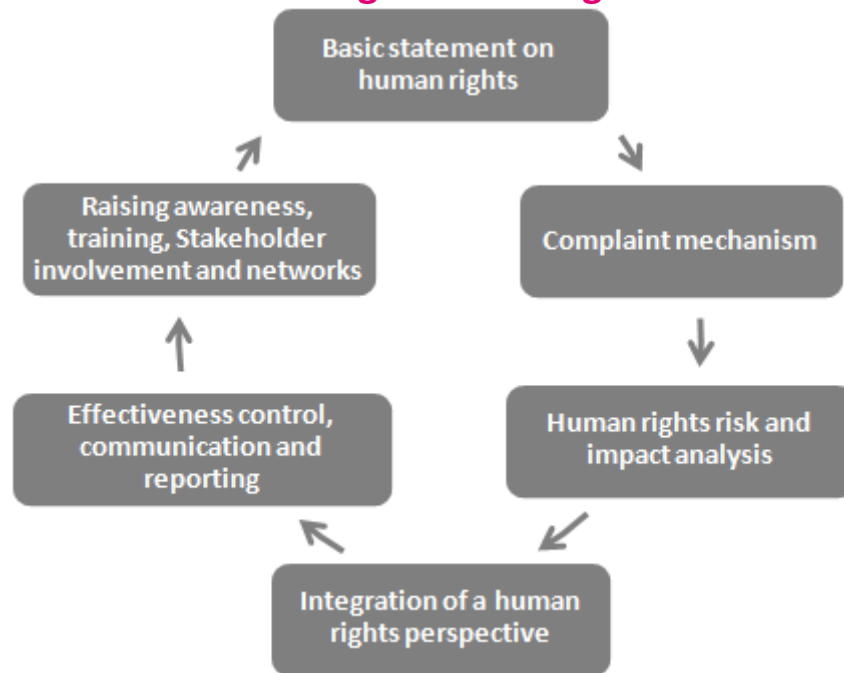 Basic statement on
human rights
Complaint mechanism
Human rights risk and
impact analysis
Integration of a human
rights perspective
Effectiveness control,
communication and
reporting
Raising awareness,
training, Stakeholder
involvement and networks